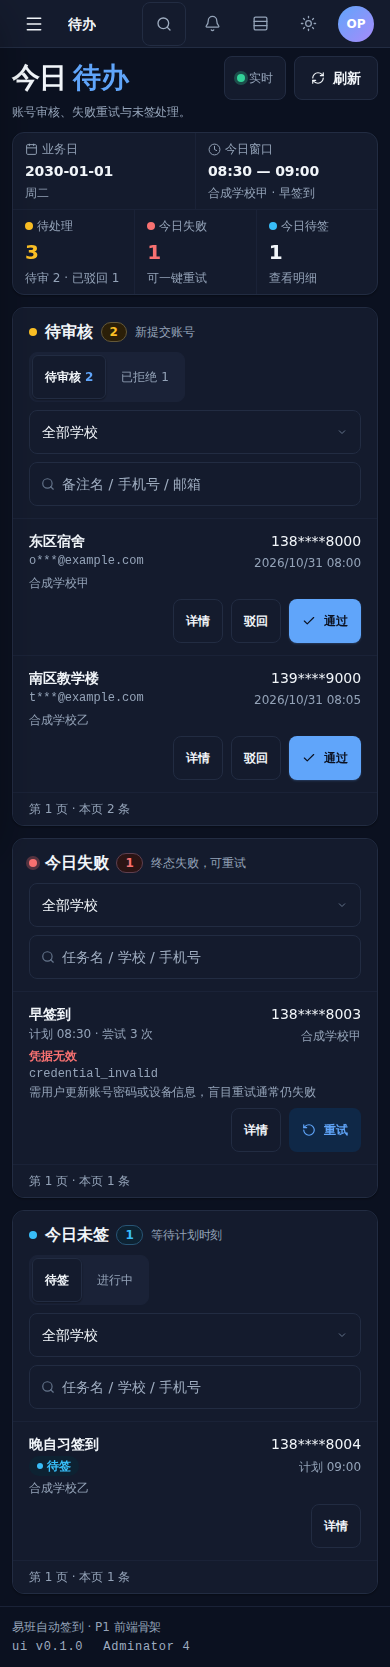 待办
OP
今日 待办
实时
刷新
账号审核、失败重试与未签处理。
业务日
2030-01-01
周二
今日窗口
08:30 — 09:00
合成学校甲 · 早签到
待处理
3
待审 2 · 已驳回 1
今日失败
1
可一键重试
今日待签
1
查看明细
待审核 2 新提交账号
待审核 2 已拒绝 1
全部学校
备注名 / 手机号 / 邮箱
东区宿舍 138****8000
o***@example.com 2026/10/31 08:00
合成学校甲
详情 驳回 通过
南区教学楼 139****9000
t***@example.com 2026/10/31 08:05
合成学校乙
详情 驳回 通过
第 1 页 · 本页 2 条
今日失败 1 终态失败，可重试
全部学校
任务名 / 学校 / 手机号
早签到 138****8003
计划 08:30 · 尝试 3 次 合成学校甲
凭据无效
credential_invalid
需用户更新账号密码或设备信息，盲目重试通常仍失败
详情 重试
第 1 页 · 本页 1 条
今日未签 1 等待计划时刻
待签 进行中
全部学校
任务名 / 学校 / 手机号
晚自习签到 138****8004
待签 计划 09:00
合成学校乙
详情
第 1 页 · 本页 1 条
易班自动签到 · P1 前端骨架
ui v0.1.0 Adminator 4